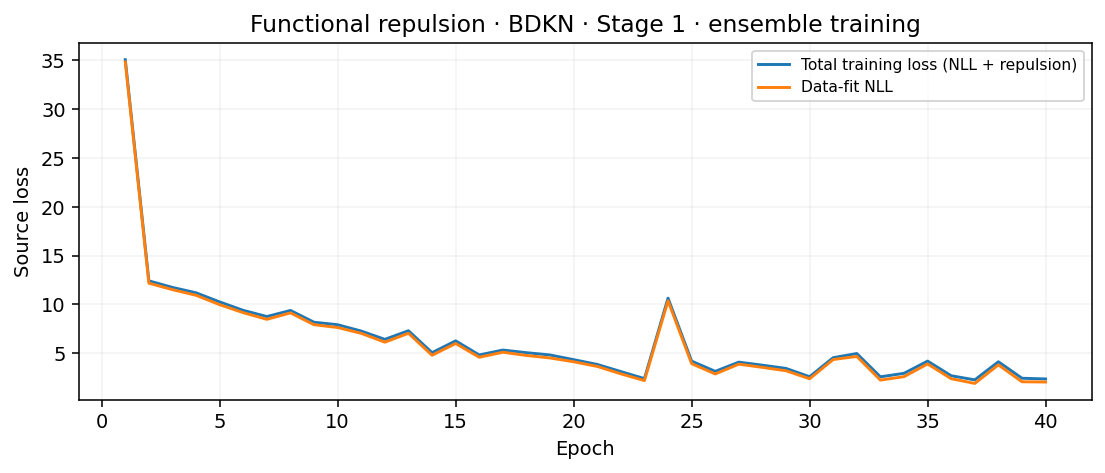 Functional repulsion · BDKN · Stage 1 · ensemble training
Total training loss (NLL + repulsion)
Data-fit NLL
Source loss
35
30
25
20
15
10
5
0 5 10 15 20 25 30 35 40
Epoch